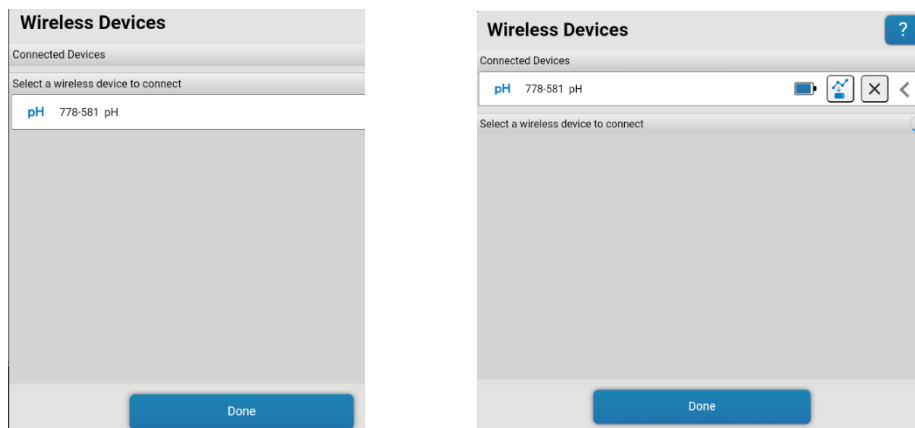 Wireless Devices
Connected Devices
Select a wireless device to connect
pH 778-581 pH
Done
Wireless Devices
?
Connected Devices
pH 778-581 pH
Select a wireless device to connect
Done